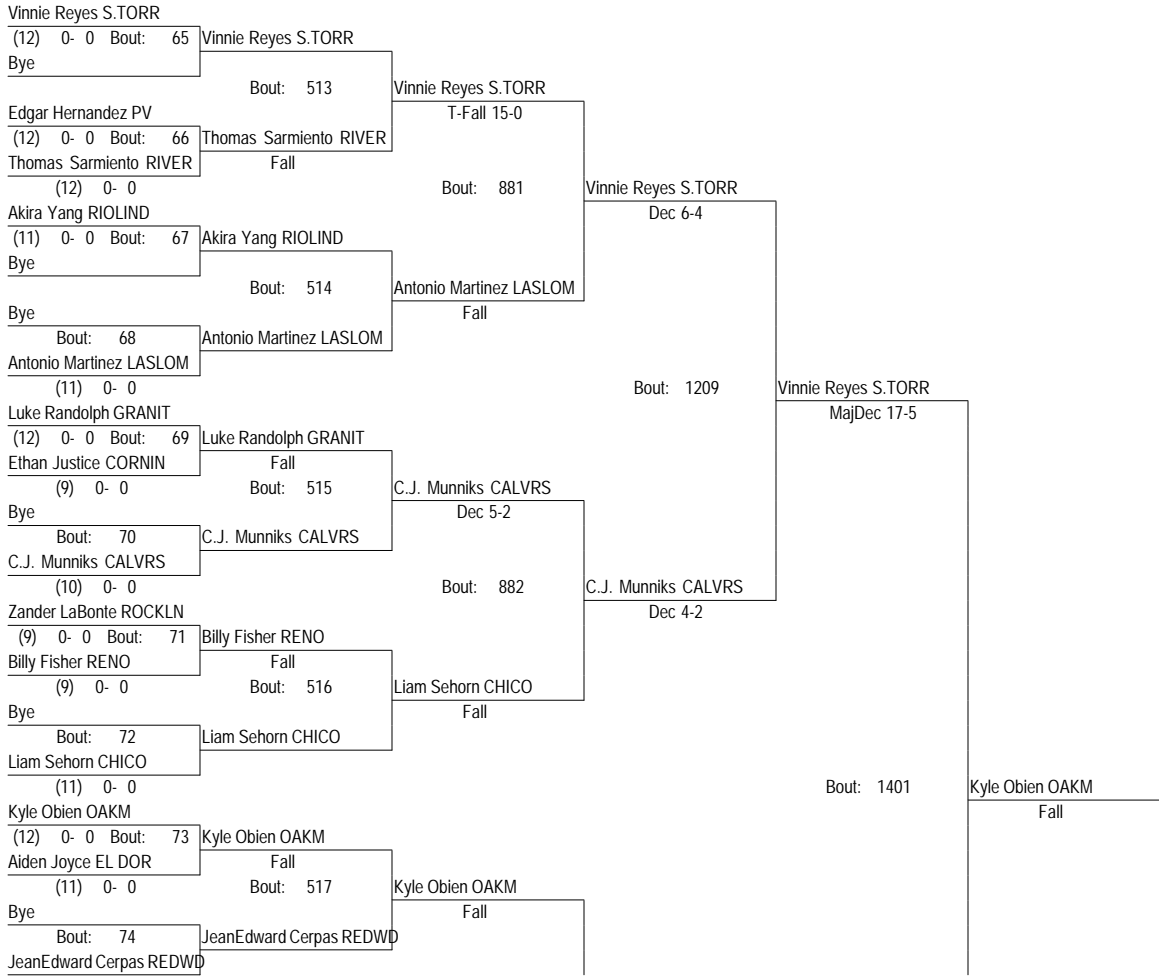 Vinnie Reyes S.TORR
(12) 0- 0 Bout: 65 Vinnie Reyes S.TORR
Bye
Bout: 513 Vinnie Reyes S.TORR
Edgar Hernandez PV T-Fall 15-0
(12) 0- 0 Bout: 66 Thomas Sarmiento RIVER
Thomas Sarmiento RIVER Fall
(12) 0- 0 Bout: 881 Vinnie Reyes S.TORR
Akira Yang RIOLIND Dec 6-4
(11) 0- 0 Bout: 67 Akira Yang RIOLIND
Bye
Bout: 514 Antonio Martinez LASLOM
Bye Fall
Bout: 68 Antonio Martinez LASLOM
Antonio Martinez LASLOM
(11) 0- 0 Bout: 1209 Vinnie Reyes S.TORR
Luke Randolph GRANIT MajDec 17-5
(12) 0- 0 Bout: 69 Luke Randolph GRANIT
Ethan Justice CORNIN Fall
(9) 0- 0 Bout: 515 C.J. Munniks CALVRS
Bye Dec 5-2
Bout: 70 C.J. Munniks CALVRS
C.J. Munniks CALVRS
(10) 0- 0 Bout: 882 C.J. Munniks CALVRS
Zander LaBonte ROCKLN Dec 4-2
(9) 0- 0 Bout: 71 Billy Fisher RENO
Billy Fisher RENO Fall
(9) 0- 0 Bout: 516 Liam Sehorn CHICO
Bye Fall
Bout: 72 Liam Sehorn CHICO
Liam Sehorn CHICO
(11) 0- 0 Bout: 1401 Kyle Obien OAKM
Kyle Obien OAKM Fall
(12) 0- 0 Bout: 73 Kyle Obien OAKM
Aiden Joyce EL DOR Fall
(11) 0- 0 Bout: 517 Kyle Obien OAKM
Bye Fall
Bout: 74 JeanEdward Cerpas REDWD
JeanEdward Cerpas REDWD